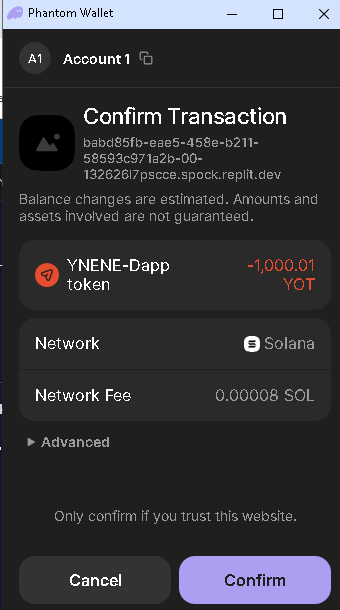 Phantom Wallet
A1 Account 1
Confirm Transaction
babd85fb-eae5-458e-b211-
58593c971a2b-00-
132626l7pscce.spock.replit.dev
Balance changes are estimated. Amounts and
assets involved are not guaranteed.
YNENE-Dapp -1,000.01
token YOT
Network Solana
Network Fee 0.00008 SOL
Advanced
Only confirm if you trust this website.
Cancel Confirm